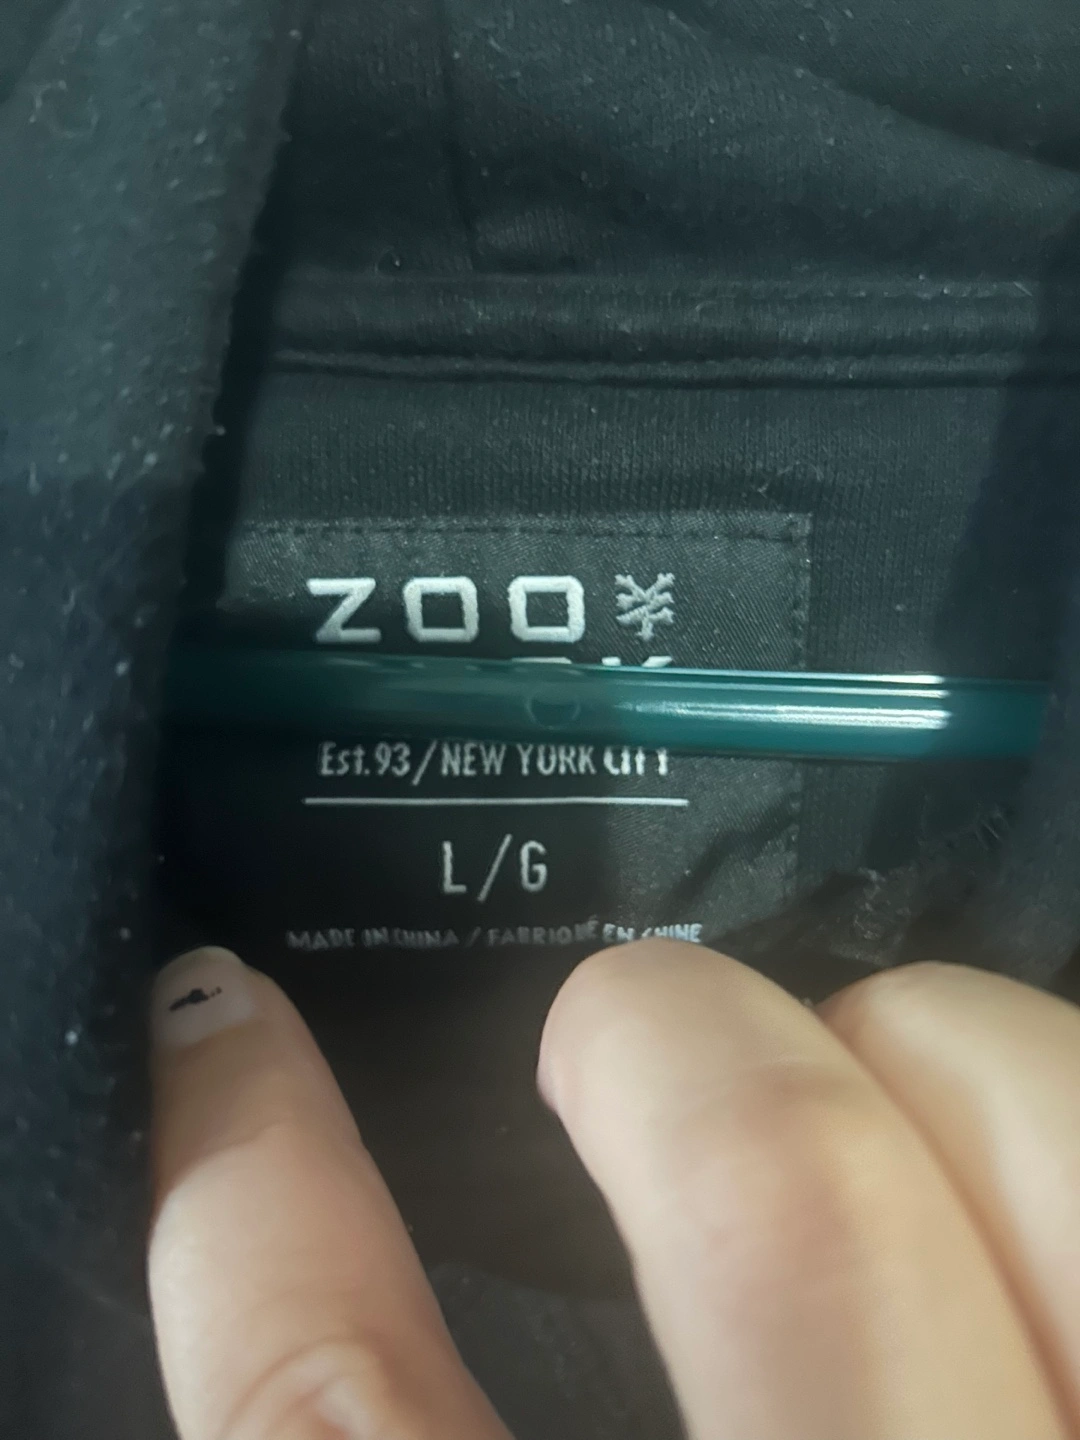 ZOO
Est.93/NEW YORK CITY
L/G
MADE IN CHINA / FABRIQUÉ EN CHINE